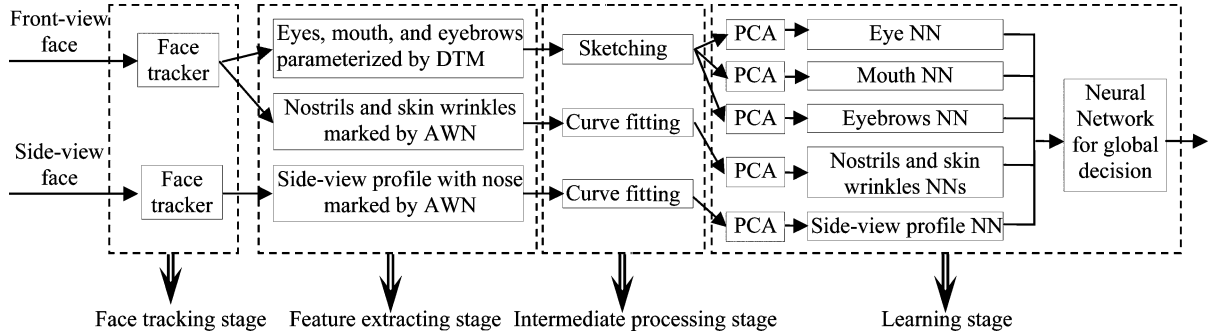 Front-view
face
Face
tracker
Eyes, mouth, and eyebrows
parameterized by DTM
Nostrils and skin wrinkles
marked by AWN
Sketching
Curve fitting
PCA
Eye NN
PCA
Mouth NN
PCA
Eyebrows NN
PCA
Nostrils and skin
wrinkles NNs
Neural
Network
for global
decision
Side-view
face
Face
tracker
Side-view profile with nose
marked by AWN
Curve fitting
PCA
Side-view profile NN
Face tracking stage
Feature extracting stage
Intermediate processing stage
Learning stage